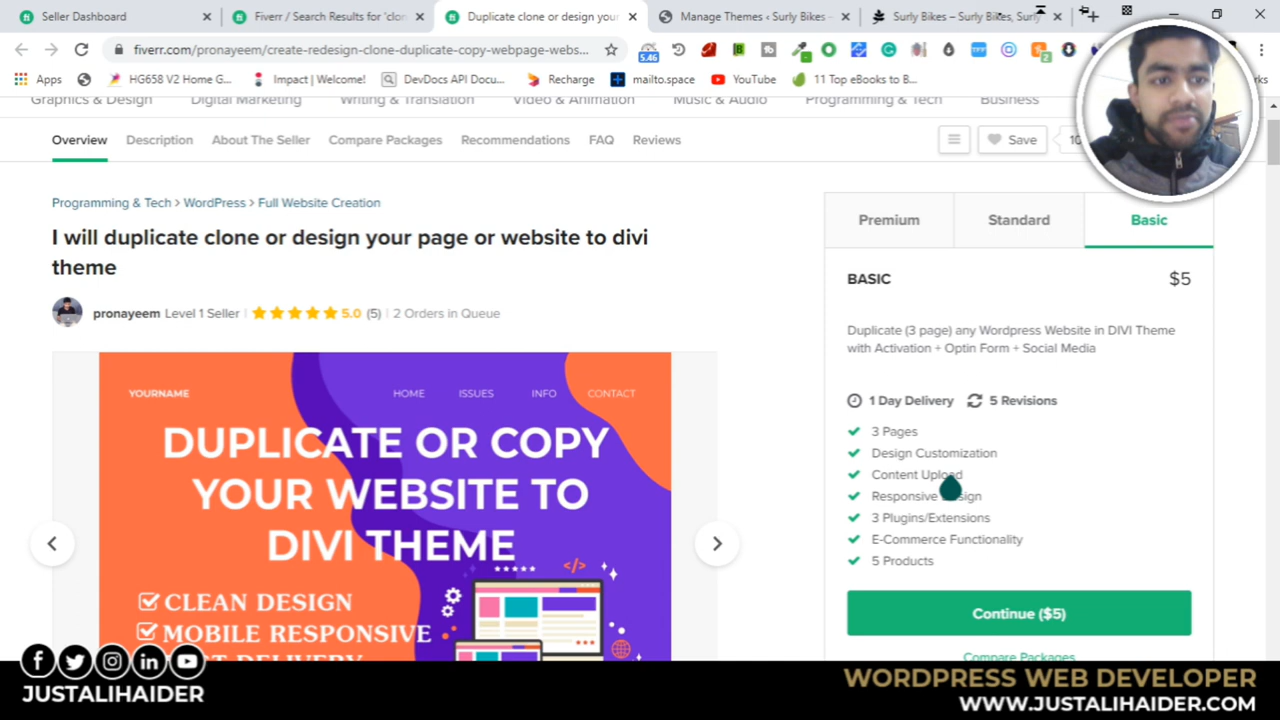 Seller Dashboard
Fiverr / Search Results for 'clon
Duplicate clone or design your
Manage Themes ‹ Surly Bikes –
Surly Bikes – Surly Bikes, Surly
fiverr.com/pronayeem/create-redesign-clone-duplicate-copy-webpage-webs...
5.46
2
Apps
HG658 V2 Home G...
Impact | Welcome!
DevDocs API Docu...
Recharge
mailto.space
YouTube
11 Top eBooks to B...
Graphics & Design
Digital Marketing
Writing & Translation
Video & Animation
Music & Audio
Programming & Tech
Business
Overview
Description
About The Seller
Compare Packages
Recommendations
FAQ
Reviews
Save
Programming & Tech > WordPress > Full Website Creation
I will duplicate clone or design your page or website to divi
theme
pronayeem Level 1 Seller | 5.0 (5) | 2 Orders in Queue
YOURNAME
HOME
ISSUES
INFO
CONTACT
DUPLICATE OR COPY
YOUR WEBSITE TO
DIVI THEME
CLEAN DESIGN
MOBILE RESPONSIVE
Premium
Standard
Basic
BASIC
$5
Duplicate (3 page) any Wordpress Website in DIVI Theme
with Activation + Optin Form + Social Media
1 Day Delivery
5 Revisions
3 Pages
Design Customization
Content Upload
Responsive Design
3 Plugins/Extensions
E-Commerce Functionality
5 Products
Continue ($5)
Compare Packages
JUSTALIHAIDER
WORDPRESS WEB DEVELOPER
WWW.JUSTALIHAIDER.COM